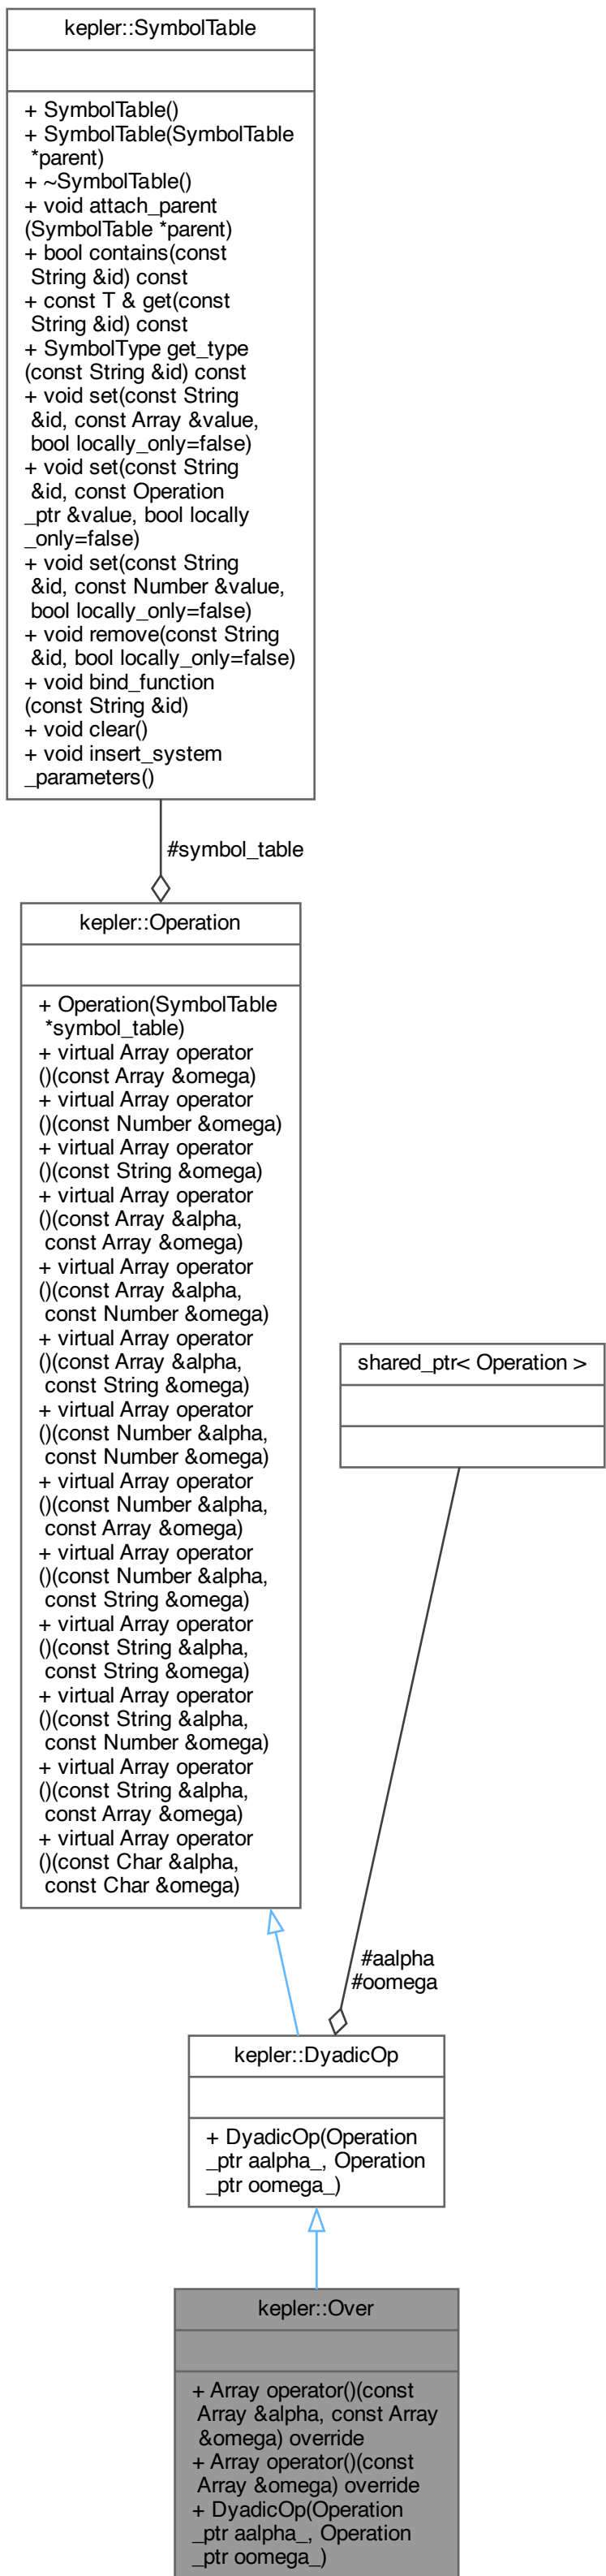 kepler::SymbolTable
+ SymbolTable()
+ SymbolTable(SymbolTable
*parent)
+ ~SymbolTable()
+ void attach_parent
(SymbolTable *parent)
+ bool contains(const
String &id) const
+ const T & get(const
String &id) const
+ SymbolType get_type
(const String &id) const
+ void set(const String
&id, const Array &value,
bool locally_only=false)
+ void set(const String
&id, const Operation
_ptr &value, bool locally
_only=false)
+ void set(const String
&id, const Number &value,
bool locally_only=false)
+ void remove(const String
&id, bool locally_only=false)
+ void bind_function
(const String &id)
+ void clear()
+ void insert_system
_parameters()
#symbol_table
kepler::Operation
+ Operation(SymbolTable
*symbol_table)
+ virtual Array operator
()(const Array &omega)
+ virtual Array operator
()(const Number &omega)
+ virtual Array operator
()(const String &omega)
+ virtual Array operator
()(const Array &alpha,
const Array &omega)
+ virtual Array operator
()(const Array &alpha,
const Number &omega)
+ virtual Array operator
()(const Array &alpha,
const String &omega)
+ virtual Array operator
()(const Number &alpha,
const Number &omega)
+ virtual Array operator
()(const Number &alpha,
const Array &omega)
+ virtual Array operator
()(const Number &alpha,
const String &omega)
+ virtual Array operator
()(const String &alpha,
const String &omega)
+ virtual Array operator
()(const String &alpha,
const Number &omega)
+ virtual Array operator
()(const String &alpha,
const Array &omega)
+ virtual Array operator
()(const Char &alpha,
const Char &omega)
shared_ptr< Operation >
#aalpha
#oomega
kepler::DyadicOp
+ DyadicOp(Operation
_ptr aalpha_, Operation
_ptr oomega_)
kepler::Over
+ Array operator()(const
Array &alpha, const Array
&omega) override
+ Array operator()(const
Array &omega) override
+ DyadicOp(Operation
_ptr aalpha_, Operation
_ptr oomega_)